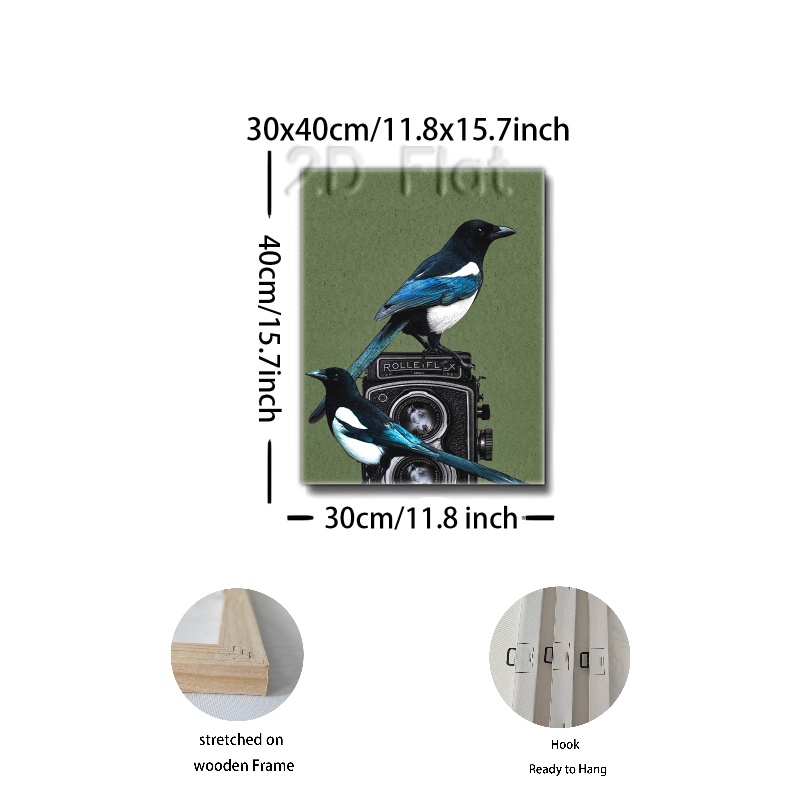 30x40cm/11.8x15.7inch
2D Flat
40cm/15.7inch
ROLLEIFLEX
30cm/11.8 inch
stretched on
wooden Frame
Hook
Ready to Hang